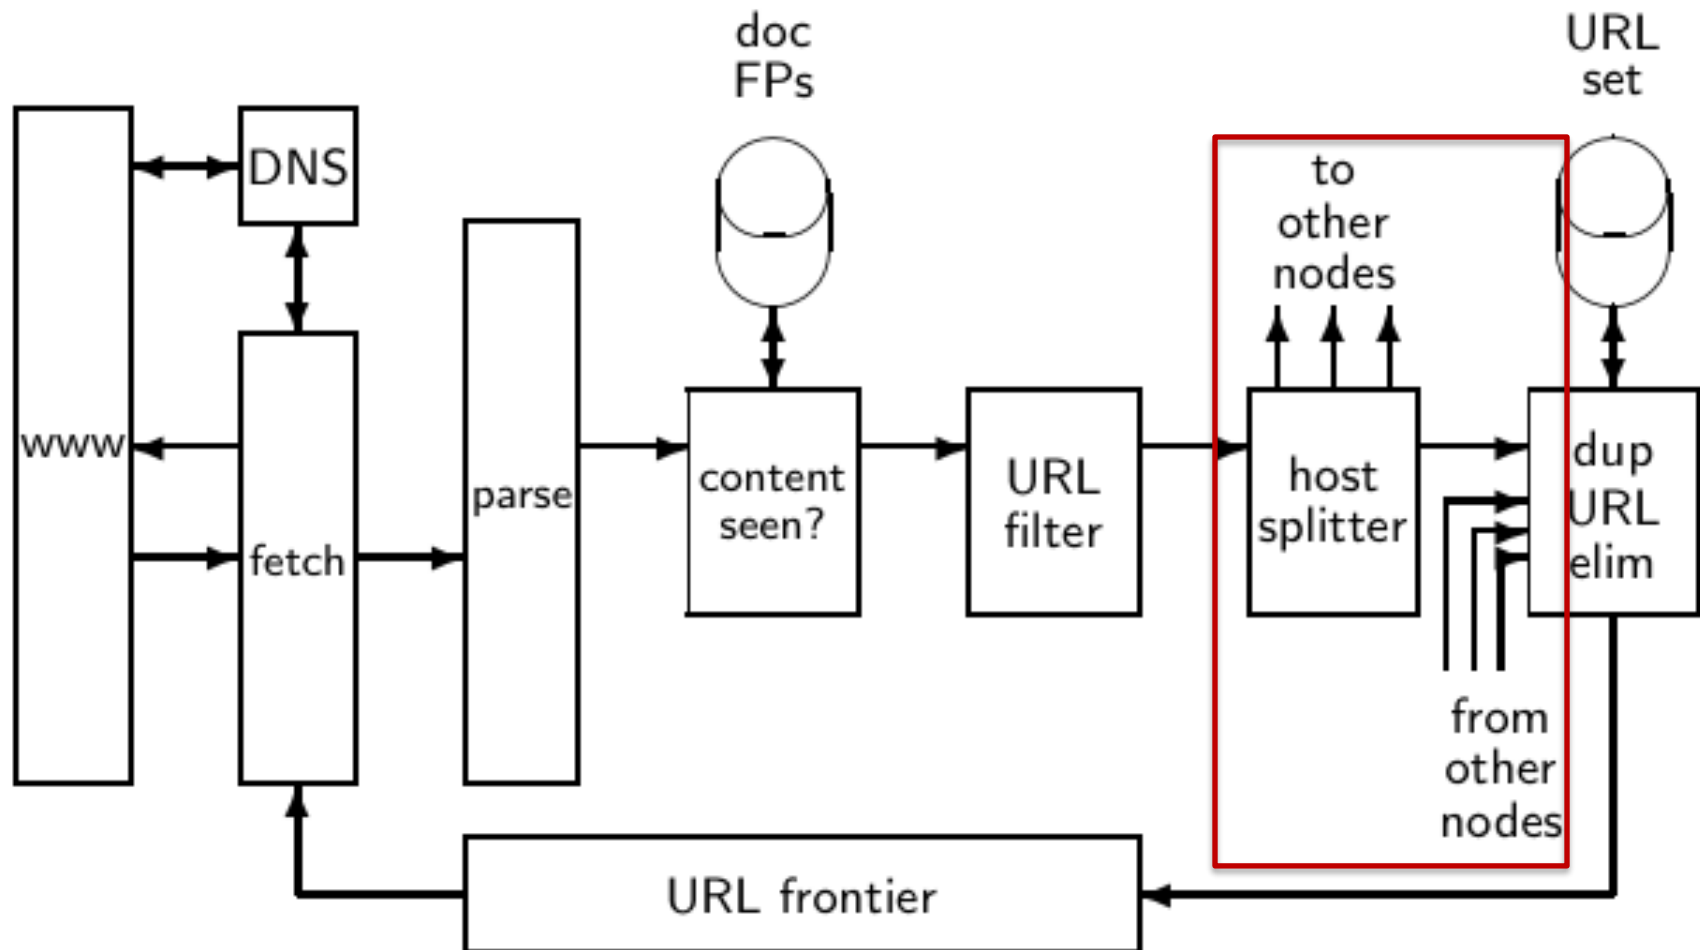 doc
FPs
URL
set
DNS
to
other
nodes
www
parse
content
seen?
URL
filter
host
splitter
dup
URL
elim
fetch
from
other
nodes
URL frontier